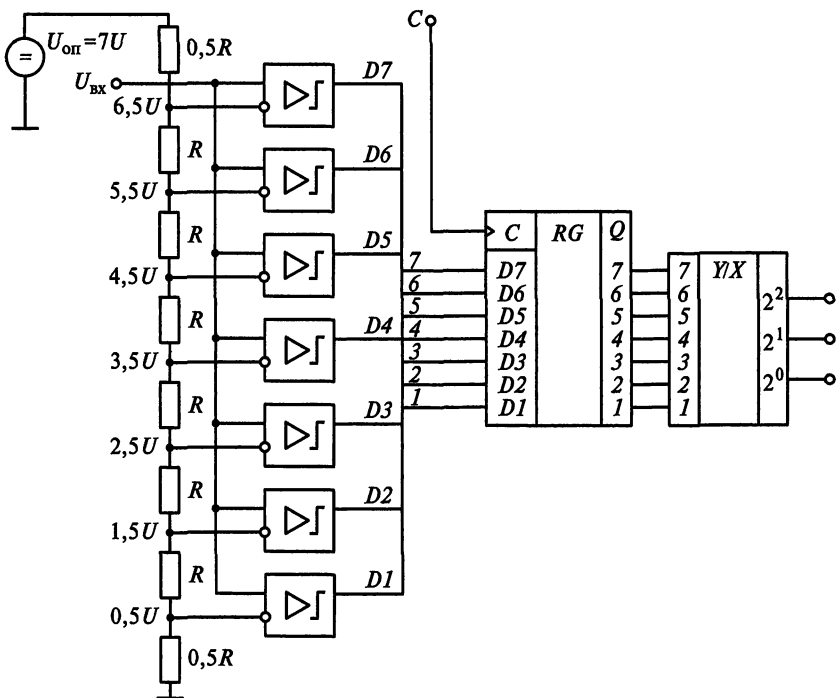 C
U_оп=7U
0,5R
=
U_вх
D7
6,5U
R
D6
5,5U
R
D5
4,5U
R
D4
3,5U
R
D3
2,5U
R
D2
1,5U
R
D1
0,5U
0,5R
7
6
5
4
3
2
1
C RG Q
D7 7
D6 6
D5 5
D4 4
D3 3
D2 2
D1 1
Y/X
7
6
5
4
3
2
1
2²
2¹
2⁰